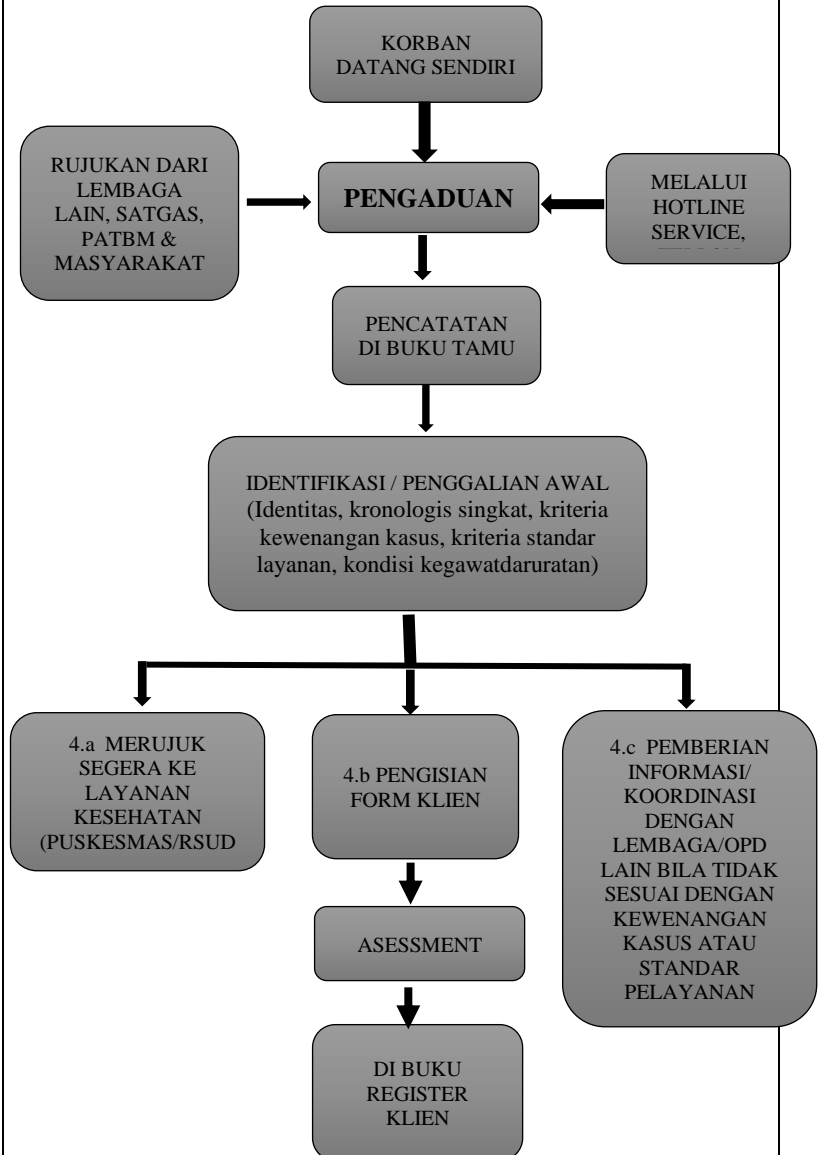 KORBAN
DATANG SENDIRI
RUJUKAN DARI
LEMBAGA
LAIN, SATGAS,
PATBM &
MASYARAKAT
PENGADUAN
MELALUI
HOTLINE
SERVICE,
PENCATATAN
DI BUKU TAMU
IDENTIFIKASI / PENGGALIAN AWAL
(Identitas, kronologis singkat, kriteria
kewenangan kasus, kriteria standar
layanan, kondisi kegawatdaruratan)
4.a MERUJUK
SEGERA KE
LAYANAN
KESEHATAN
(PUSKESMAS/RSUD
4.b PENGISIAN
FORM KLIEN
4.c PEMBERIAN
INFORMASI/
KOORDINASI
DENGAN
LEMBAGA/OPD
LAIN BILA TIDAK
SESUAI DENGAN
KEWENANGAN
KASUS ATAU
STANDAR
PELAYANAN
ASESSMENT
DI BUKU
REGISTER
KLIEN